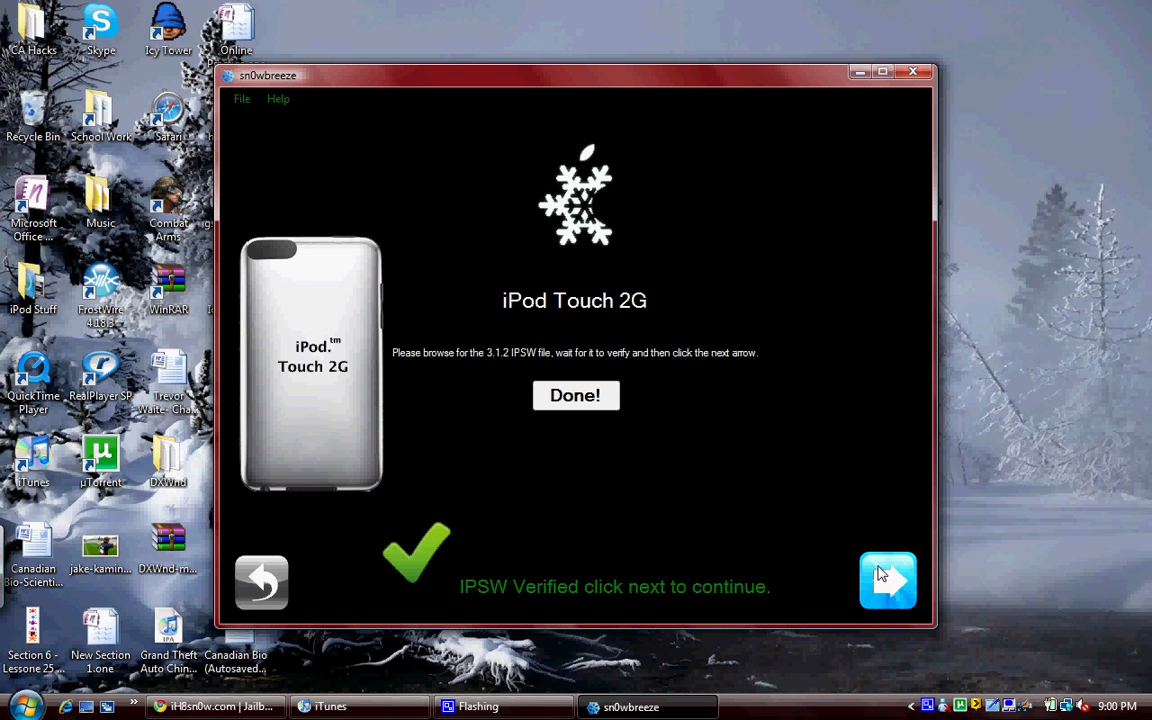 CA Hacks
Skype
Icy Tower
Online
Recycle Bin
School Work
Safari
Microsoft
Office ...
Music
Combat
Arms
iPod Stuff
FrostWire
4.18.3
WinRAR
QuickTime
Player
RealPlayer SP
Trevor
Waite- Cha...
iTunes
µTorrent
DXWnd
Canadian
Bio-Scienti...
jake-kamin...
DXWnd-m...
Section 6 -
Lessone 25 ...
New Section
1.one
Grand Theft
Auto Chin...
Canadian Bio
(Autosaved...
sn0wbreeze
File Help
iPod Touch 2G
iPod.™
Touch 2G
Please browse for the 3.1.2 IPSW file, wait for it to verify and then click the next arrow.
Done!
IPSW Verified click next to continue.
iH8sn0w.com | Jailb...
iTunes
Flashing
sn0wbreeze
9:00 PM